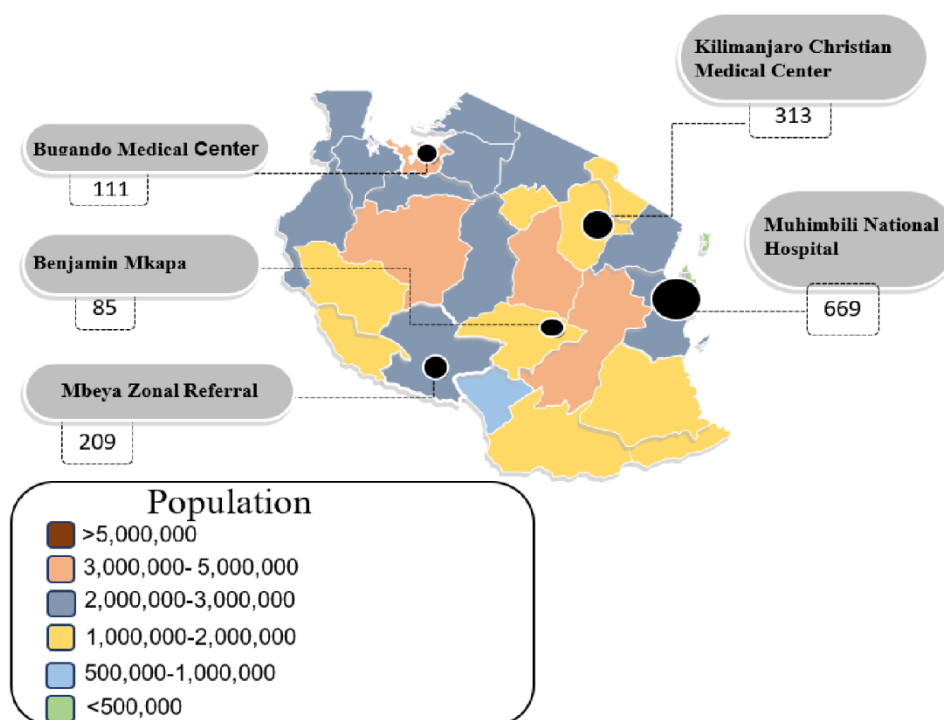 Kilimanjaro Christian
Medical Center
313
Bugando Medical Center
111
Muhimbili National
Hospital
669
Benjamin Mkapa
85
Mbeya Zonal Referral
209
Population
>5,000,000
3,000,000- 5,000,000
2,000,000-3,000,000
1,000,000-2,000,000
500,000-1,000,000
<500,000